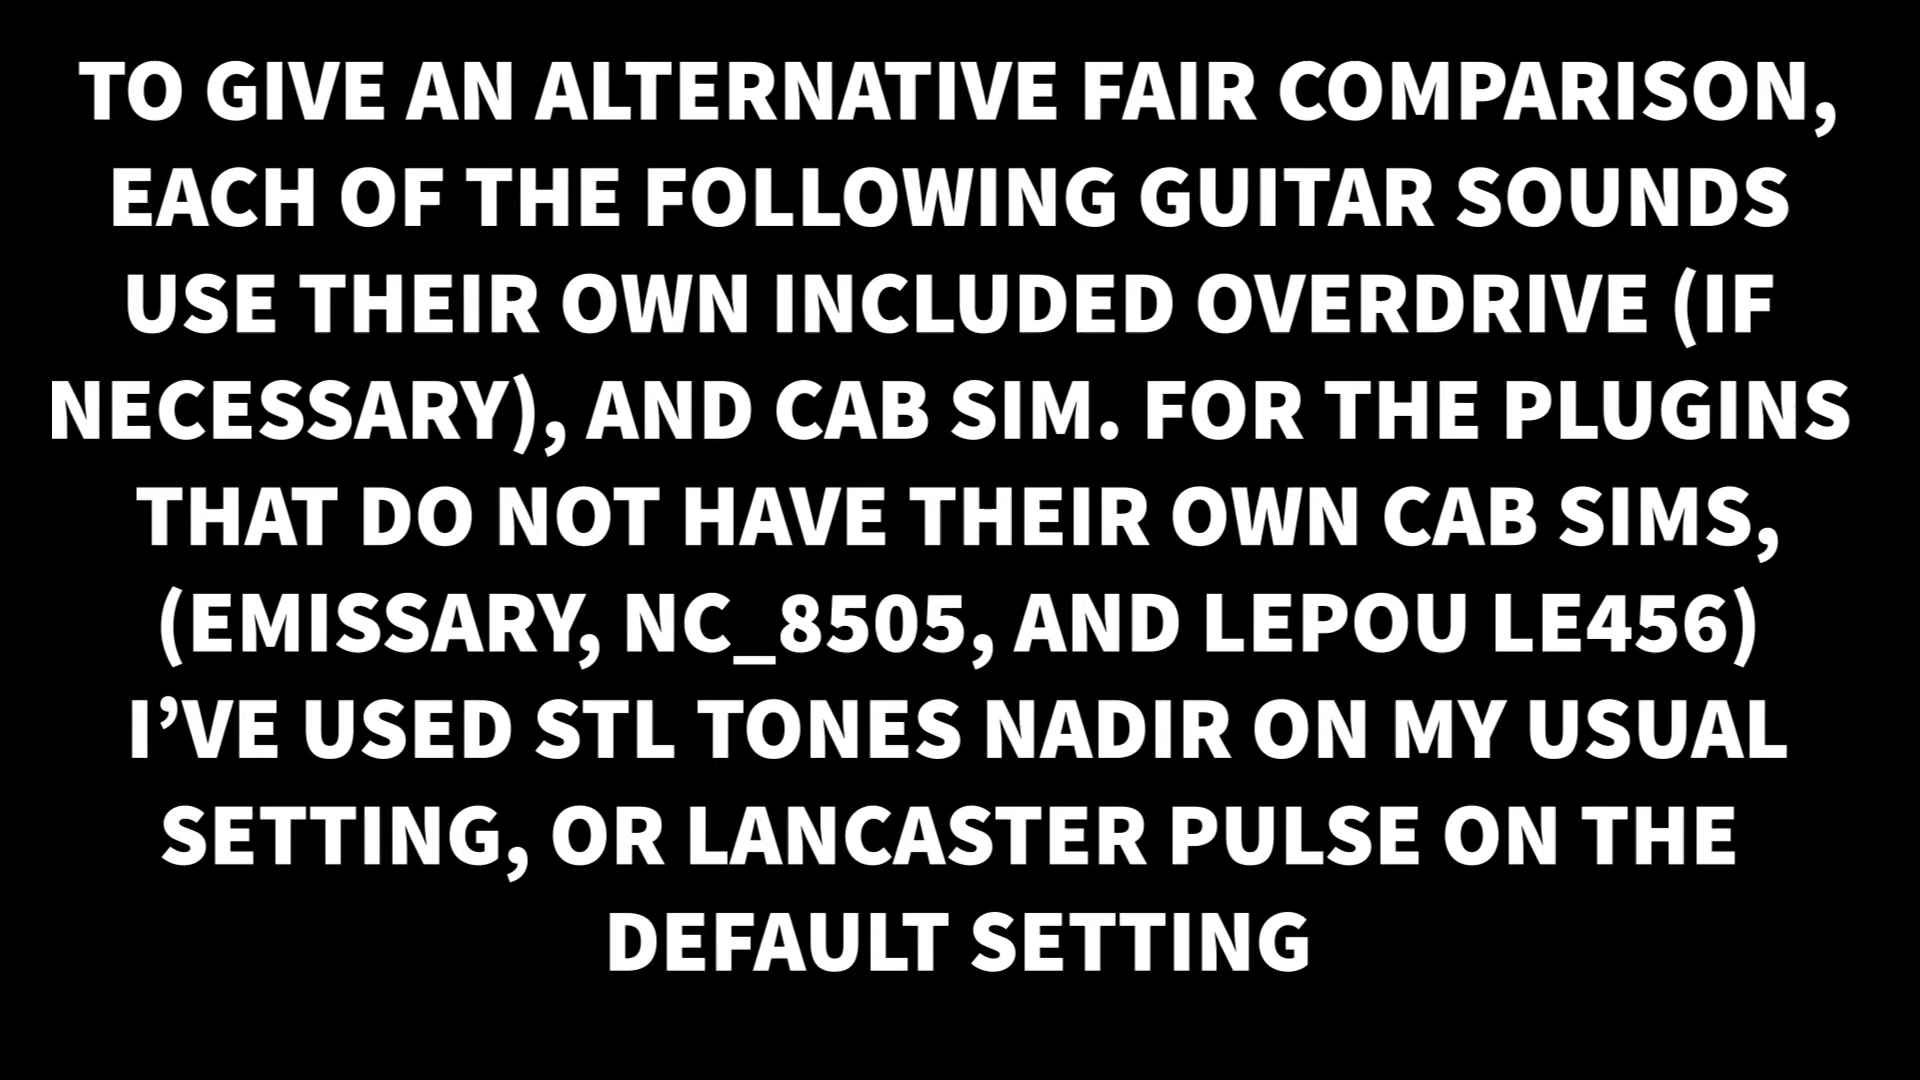 TO GIVE AN ALTERNATIVE FAIR COMPARISON,
EACH OF THE FOLLOWING GUITAR SOUNDS
USE THEIR OWN INCLUDED OVERDRIVE (IF
NECESSARY), AND CAB SIM. FOR THE PLUGINS
THAT DO NOT HAVE THEIR OWN CAB SIMS,
(EMISSARY, NC_8505, AND LEPOU LE456)
I’VE USED STL TONES NADIR ON MY USUAL
SETTING, OR LANCASTER PULSE ON THE
DEFAULT SETTING